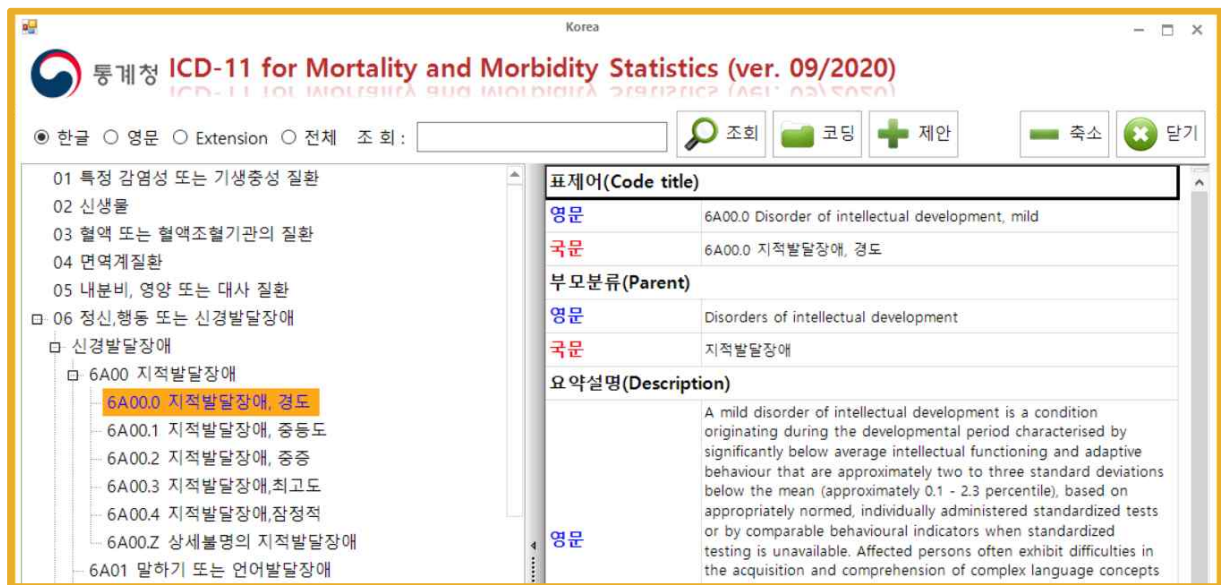 Korea
통계청 ICD-11 for Mortality and Morbidity Statistics (ver. 09/2020)
한글 영문 Extension 전체 조 회 : 조회 코딩 제안 축소 닫기
01 특정 감염성 또는 기생충성 질환
02 신생물
03 혈액 또는 혈액조혈기관의 질환
04 면역계질환
05 내분비, 영양 또는 대사 질환
06 정신,행동 또는 신경발달장애
신경발달장애
6A00 지적발달장애
6A00.0 지적발달장애, 경도
6A00.1 지적발달장애, 중등도
6A00.2 지적발달장애, 중증
6A00.3 지적발달장애,최고도
6A00.4 지적발달장애,잠정적
6A00.Z 상세불명의 지적발달장애
6A01 말하기 또는 언어발달장애
표제어(Code title)
영문 6A00.0 Disorder of intellectual development, mild
국문 6A00.0 지적발달장애, 경도
부모분류(Parent)
영문 Disorders of intellectual development
국문 지적발달장애
요약설명(Description)
A mild disorder of intellectual development is a condition
originating during the developmental period characterised by
significantly below average intellectual functioning and adaptive
behaviour that are approximately two to three standard deviations
below the mean (approximately 0.1 - 2.3 percentile), based on
appropriately normed, individually administered standardized tests
or by comparable behavioural indicators when standardized
영문 testing is unavailable. Affected persons often exhibit difficulties in
the acquisition and comprehension of complex language concepts